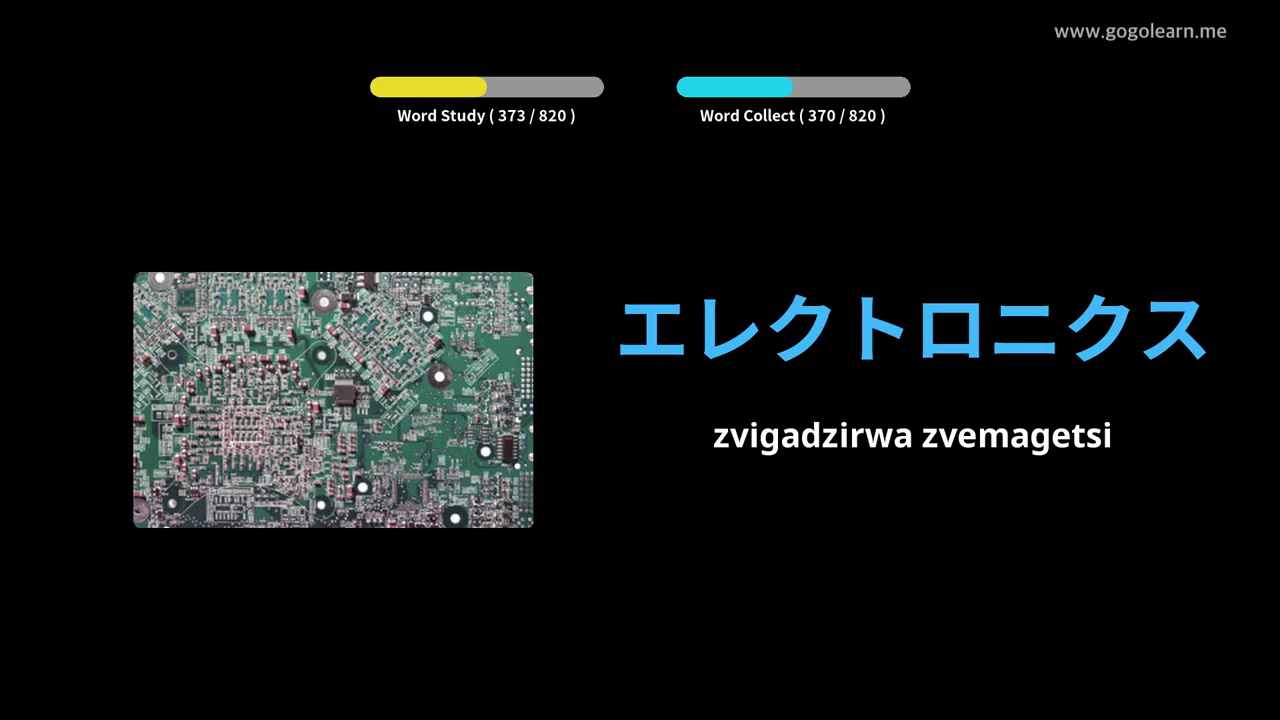 www.gogolearn.me
Word Study ( 373 / 820 )
Word Collect ( 370 / 820 )
エレクトロニクス
zvigadzirwa zvemagetsi